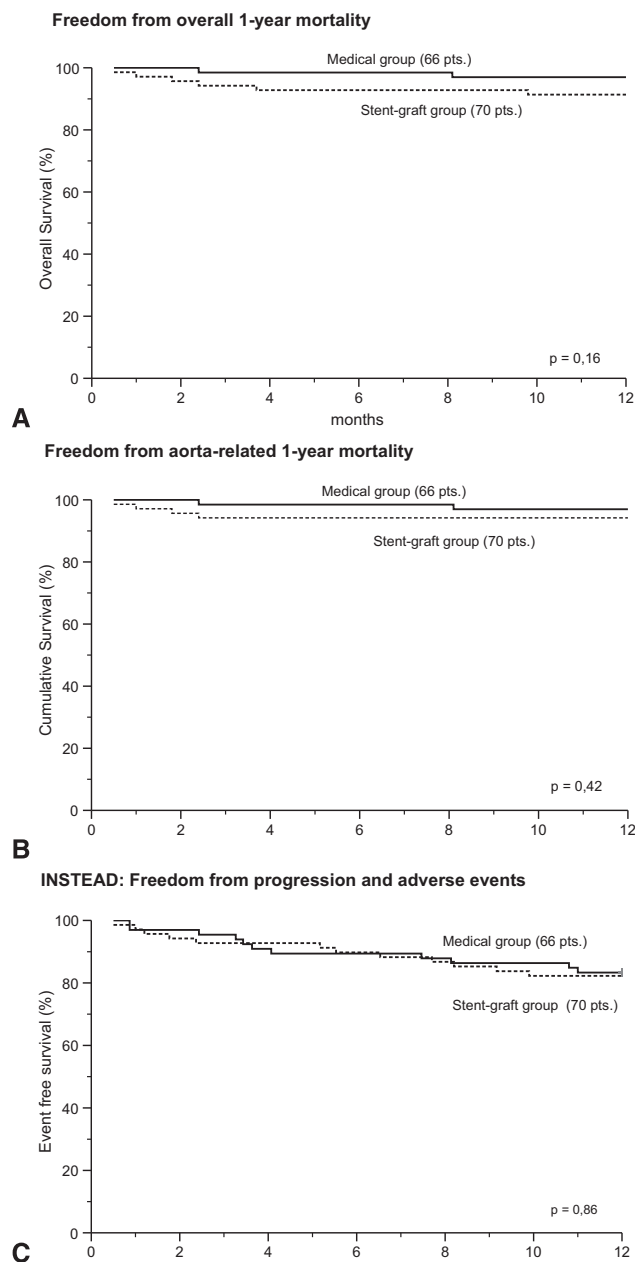 Freedom from overall 1-year mortality
Medical group (66 pts.)
Stent-graft group (70 pts.)
Overall Survival (%)
100
80
60
40
20
0
p = 0,16
0 2 4 6 8 10 12
months
A
Freedom from aorta-related 1-year mortality
Medical group (66 pts.)
Stent-graft group (70 pts.)
Cumulative Survival (%)
100
80
60
40
20
0
p = 0,42
0 2 4 6 8 10 12
B
INSTEAD: Freedom from progression and adverse events
Medical group (66 pts.)
Stent-graft group (70 pts.)
Event free survival (%)
100
80
60
40
20
0
p = 0,86
0 2 4 6 8 10 12
C